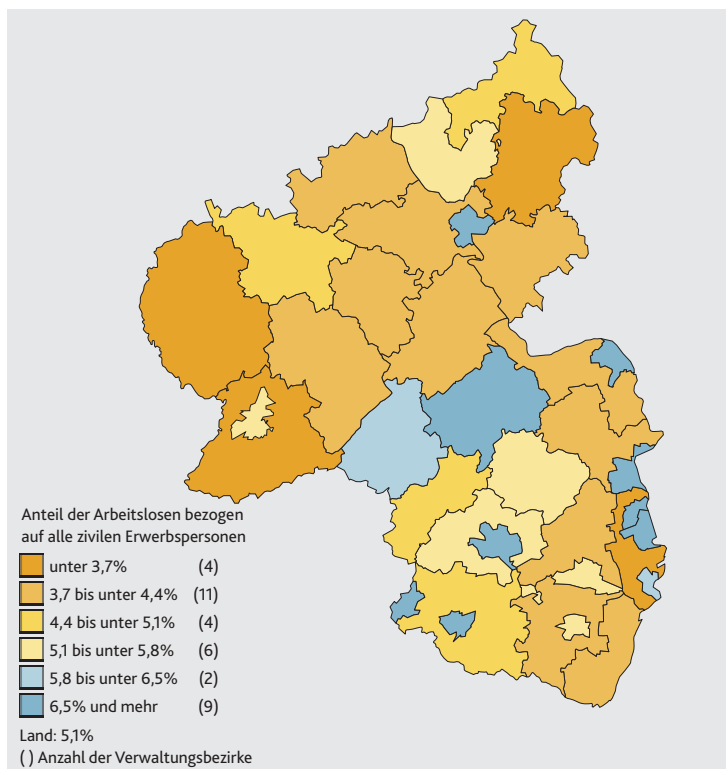 Anteil der Arbeitslosen bezogen
auf alle zivilen Erwerbspersonen
unter 3,7% (4)
3,7 bis unter 4,4% (11)
4,4 bis unter 5,1% (4)
5,1 bis unter 5,8% (6)
5,8 bis unter 6,5% (2)
6,5% und mehr (9)
Land: 5,1%
( ) Anzahl der Verwaltungsbezirke